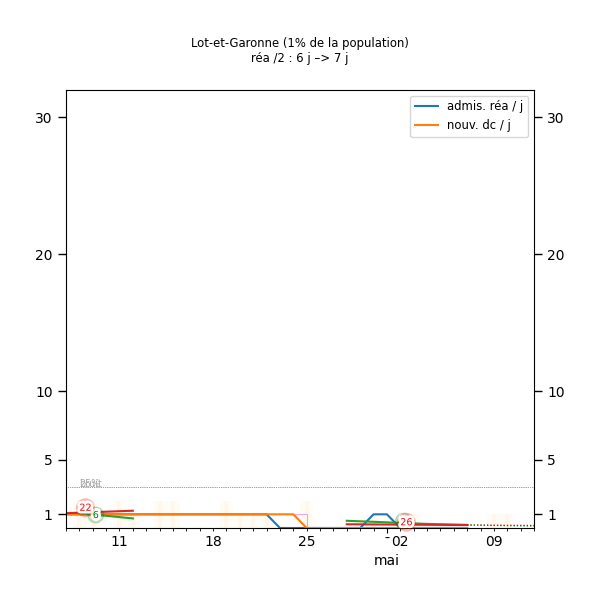 Lot-et-Garonne (1% de la population)
réa /2 : 6 j –> 7 j
admis. réa / j
nouv. dc / j
30 30
20 20
10 10
5 5
22
6
26
1 1
11 18 25 02 09
mai